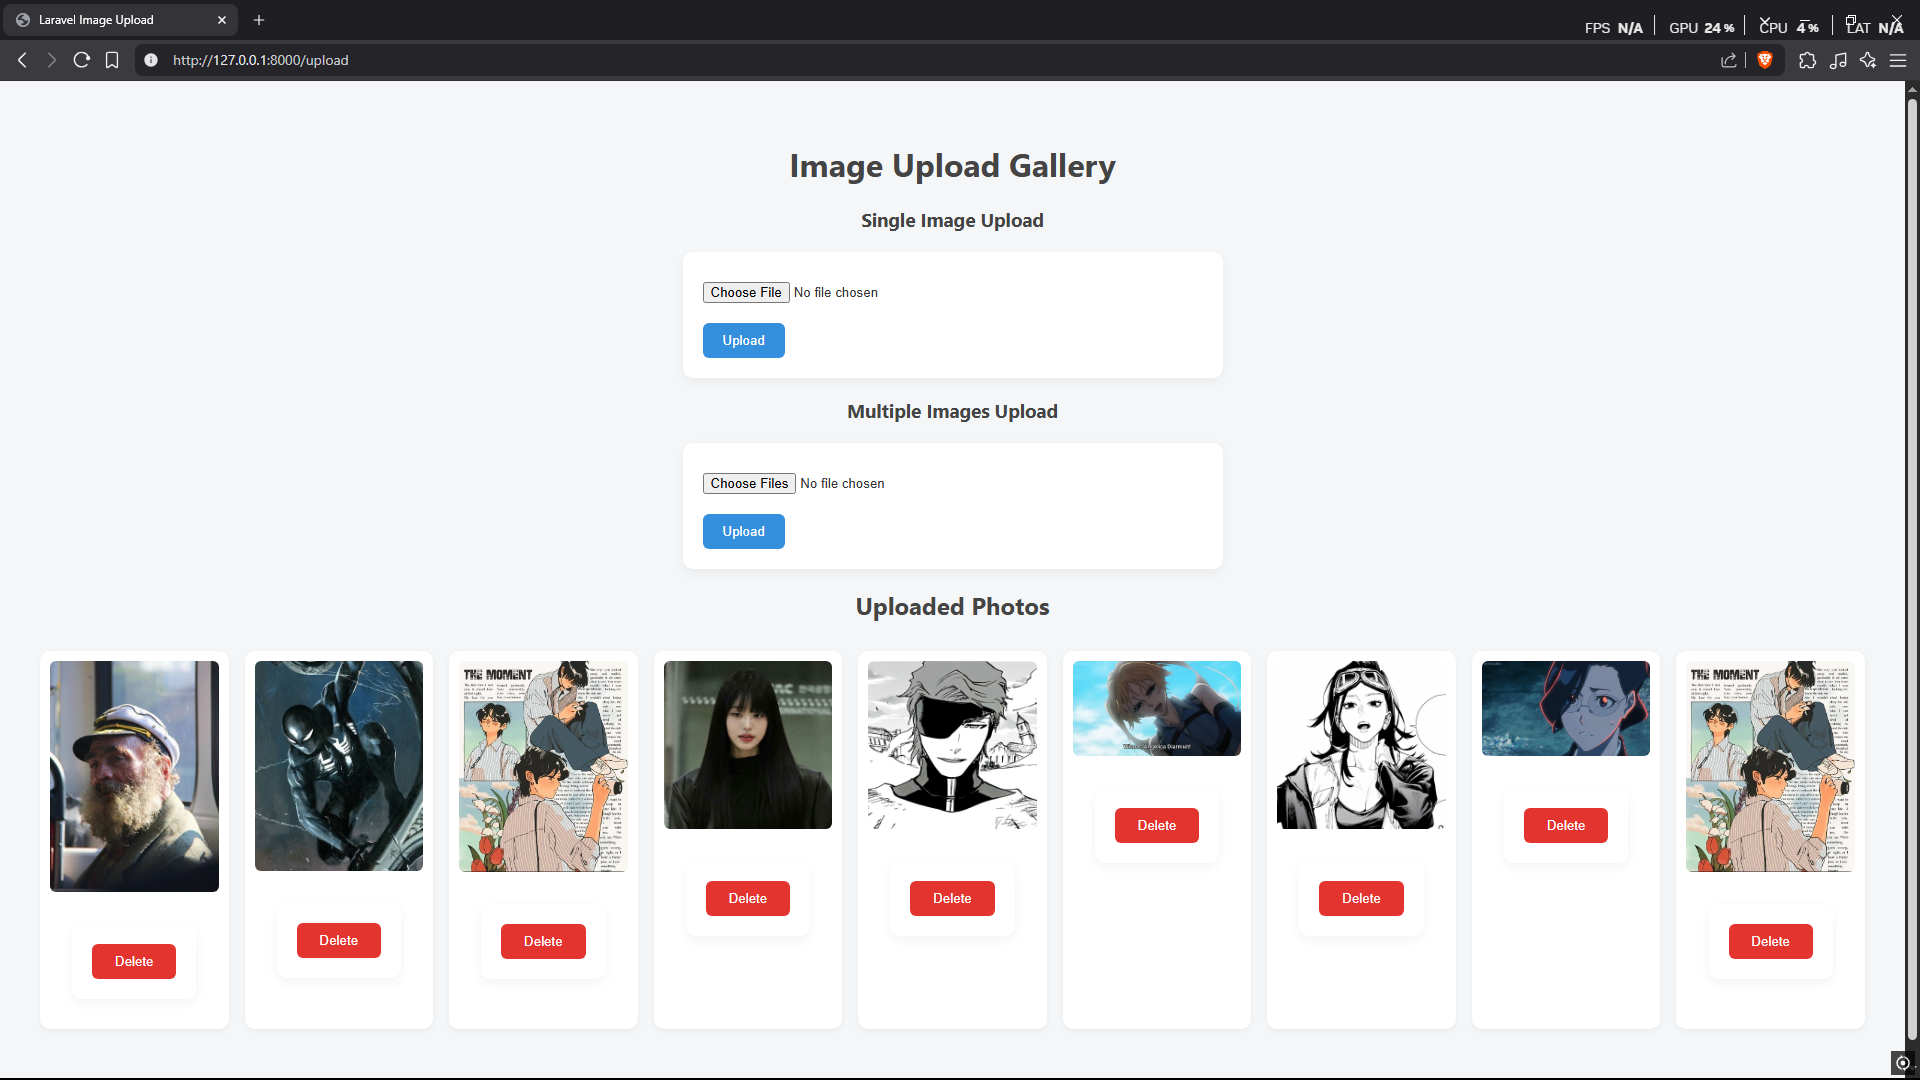 Laravel Image Upload
FPS N/A GPU 24 % CPU 4 % LAT N/A
http://127.0.0.1:8000/upload
Image Upload Gallery
Single Image Upload
Choose File No file chosen
Upload
Multiple Images Upload
Choose Files No file chosen
Upload
Uploaded Photos
THE MOMENT
THE MOMENT
Delete
Delete
Delete
Delete
Delete
Delete
Delete
Delete
Delete